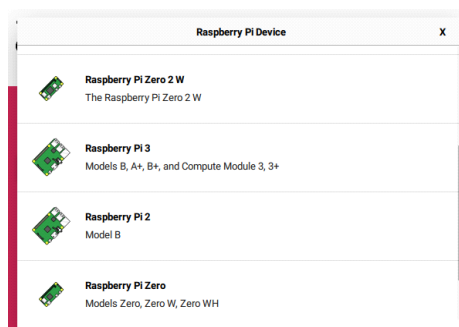 Raspberry Pi Device
X
Raspberry Pi Zero 2 W
The Raspberry Pi Zero 2 W
Raspberry Pi 3
Models B, A+, B+, and Compute Module 3, 3+
Raspberry Pi 2
Model B
Raspberry Pi Zero
Models Zero, Zero W, Zero WH